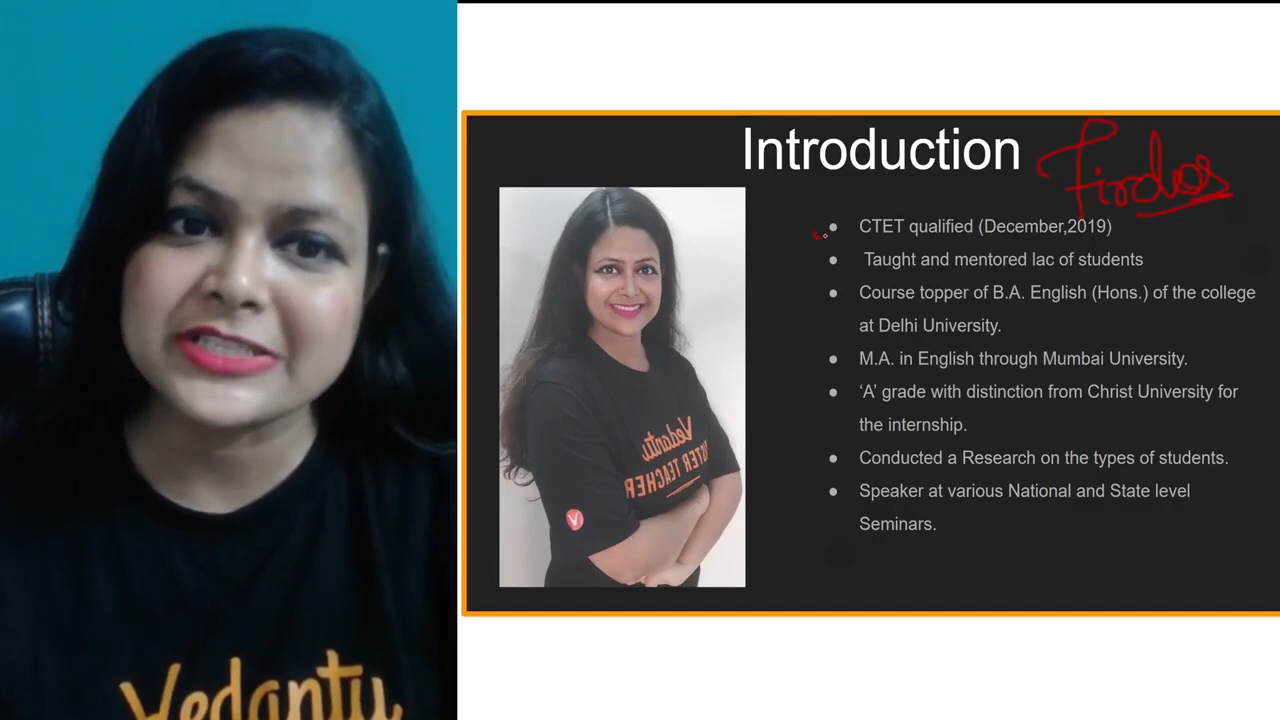 Introduction
Firdos
● CTET qualified (December,2019)
● Taught and mentored lac of students
● Course topper of B.A. English (Hons.) of the college
at Delhi University.
● M.A. in English through Mumbai University.
● ‘A’ grade with distinction from Christ University for
the internship.
● Conducted a Research on the types of students.
● Speaker at various National and State level
Seminars.
Vedantu
TEACHER
V
Vedantu